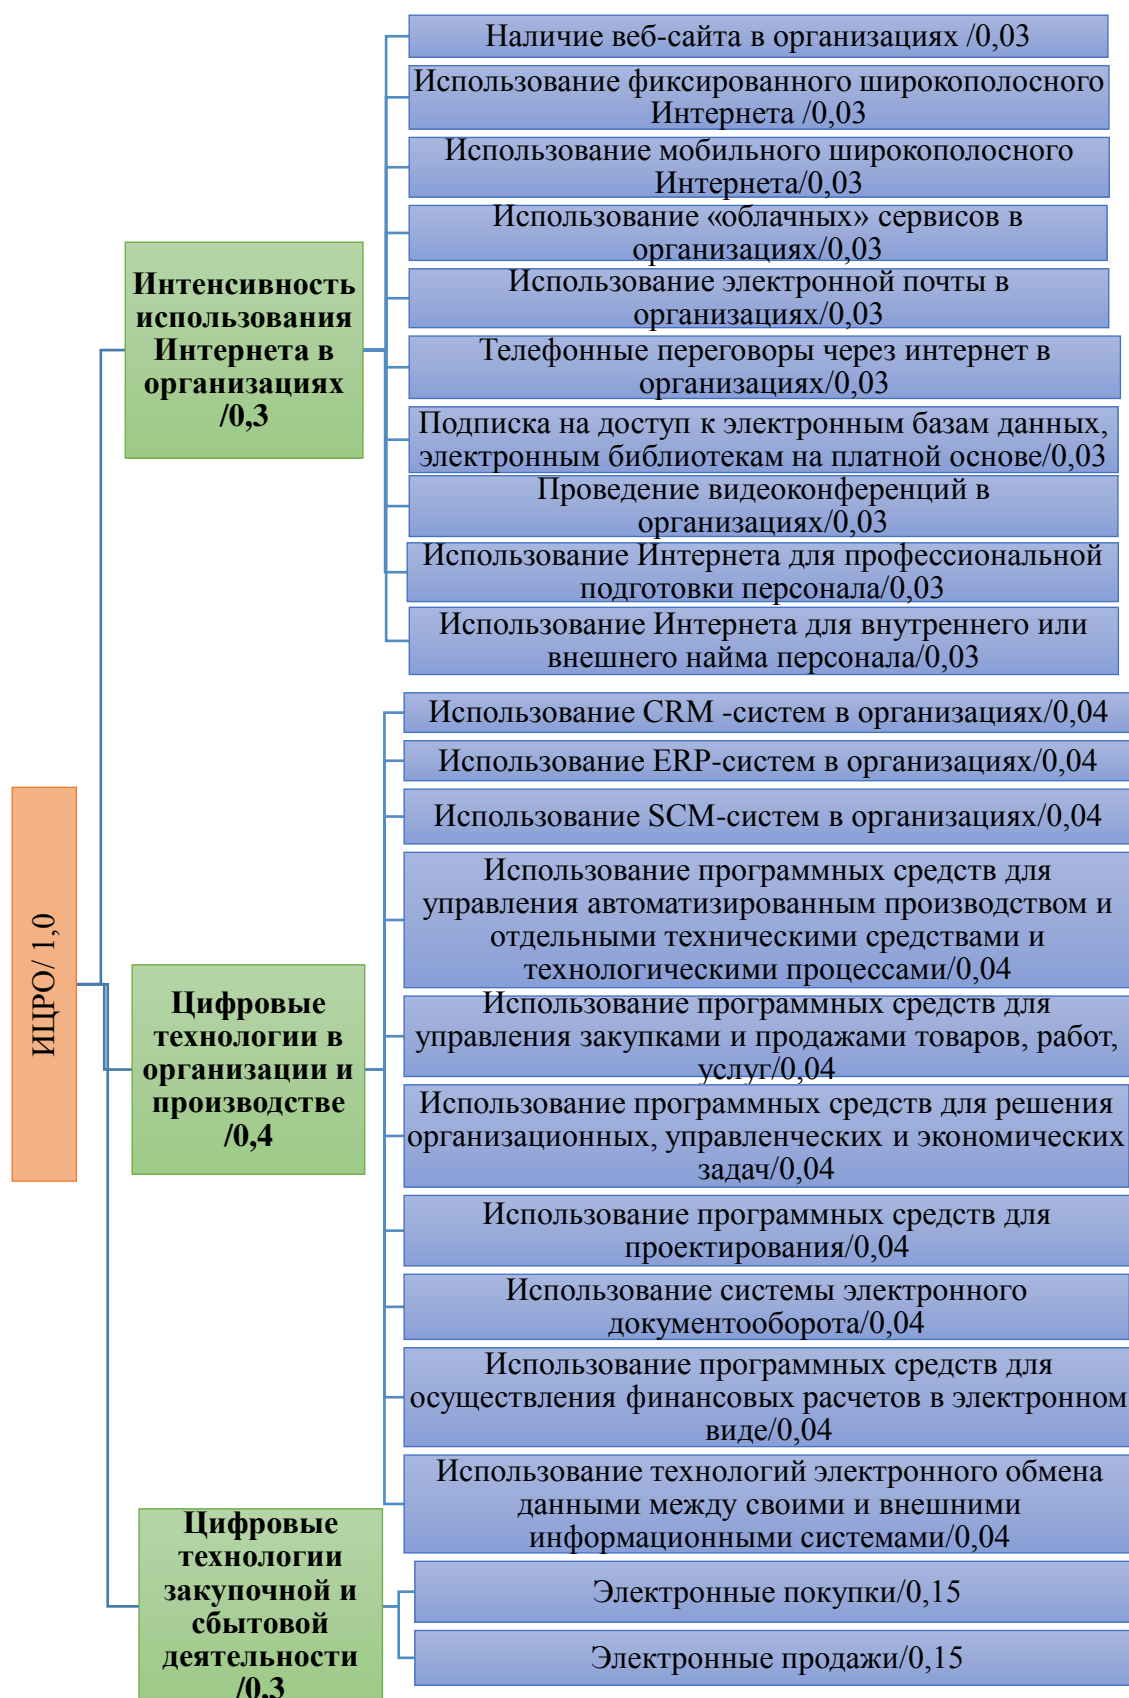 Наличие веб-сайта в организациях /0,03
Использование фиксированного широкополосного
Интернета /0,03
Использование мобильного широкополосного
Интернета/0,03
Использование «облачных» сервисов в
организациях/0,03
Использование электронной почты в
организациях/0,03
Телефонные переговоры через интернет в
организациях/0,03
Подписка на доступ к электронным базам данных,
электронным библиотекам на платной основе/0,03
Проведение видеоконференций в
организациях/0,03
Использование Интернета для профессиональной
подготовки персонала/0,03
Использование Интернета для внутреннего или
внешнего найма персонала/0,03
Интенсивность
использования
Интернета в
организациях
/0,3
Использование CRM -систем в организациях/0,04
Использование ERP-систем в организациях/0,04
Использование SCM-систем в организациях/0,04
Использование программных средств для
управления автоматизированным производством и
отдельными техническими средствами и
технологическими процессами/0,04
Использование программных средств для
управления закупками и продажами товаров, работ,
услуг/0,04
Использование программных средств для решения
организационных, управленческих и экономических
задач/0,04
Использование программных средств для
проектирования/0,04
Использование системы электронного
документооборота/0,04
Использование программных средств для
осуществления финансовых расчетов в электронном
виде/0,04
Использование технологий электронного обмена
данными между своими и внешними
информационными системами/0,04
ИЦРО/ 1,0
Цифровые
технологии в
организации и
производстве
/0,4
Цифровые
технологии
закупочной и
сбытовой
деятельности
/0,3
Электронные покупки/0,15
Электронные продажи/0,15